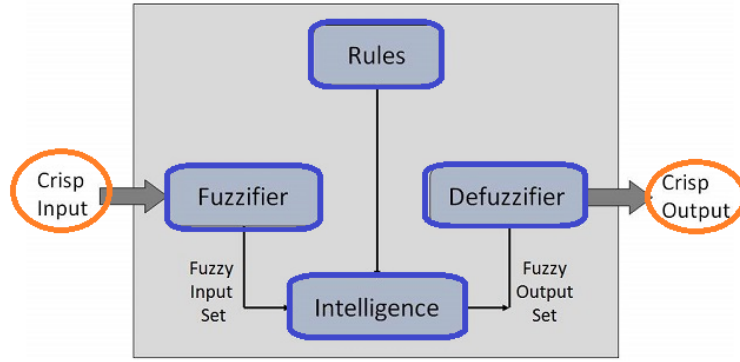 Rules
Crisp
Input
Fuzzifier
Defuzzifier
Crisp
Output
Fuzzy
Input
Set
Intelligence
Fuzzy
Output
Set